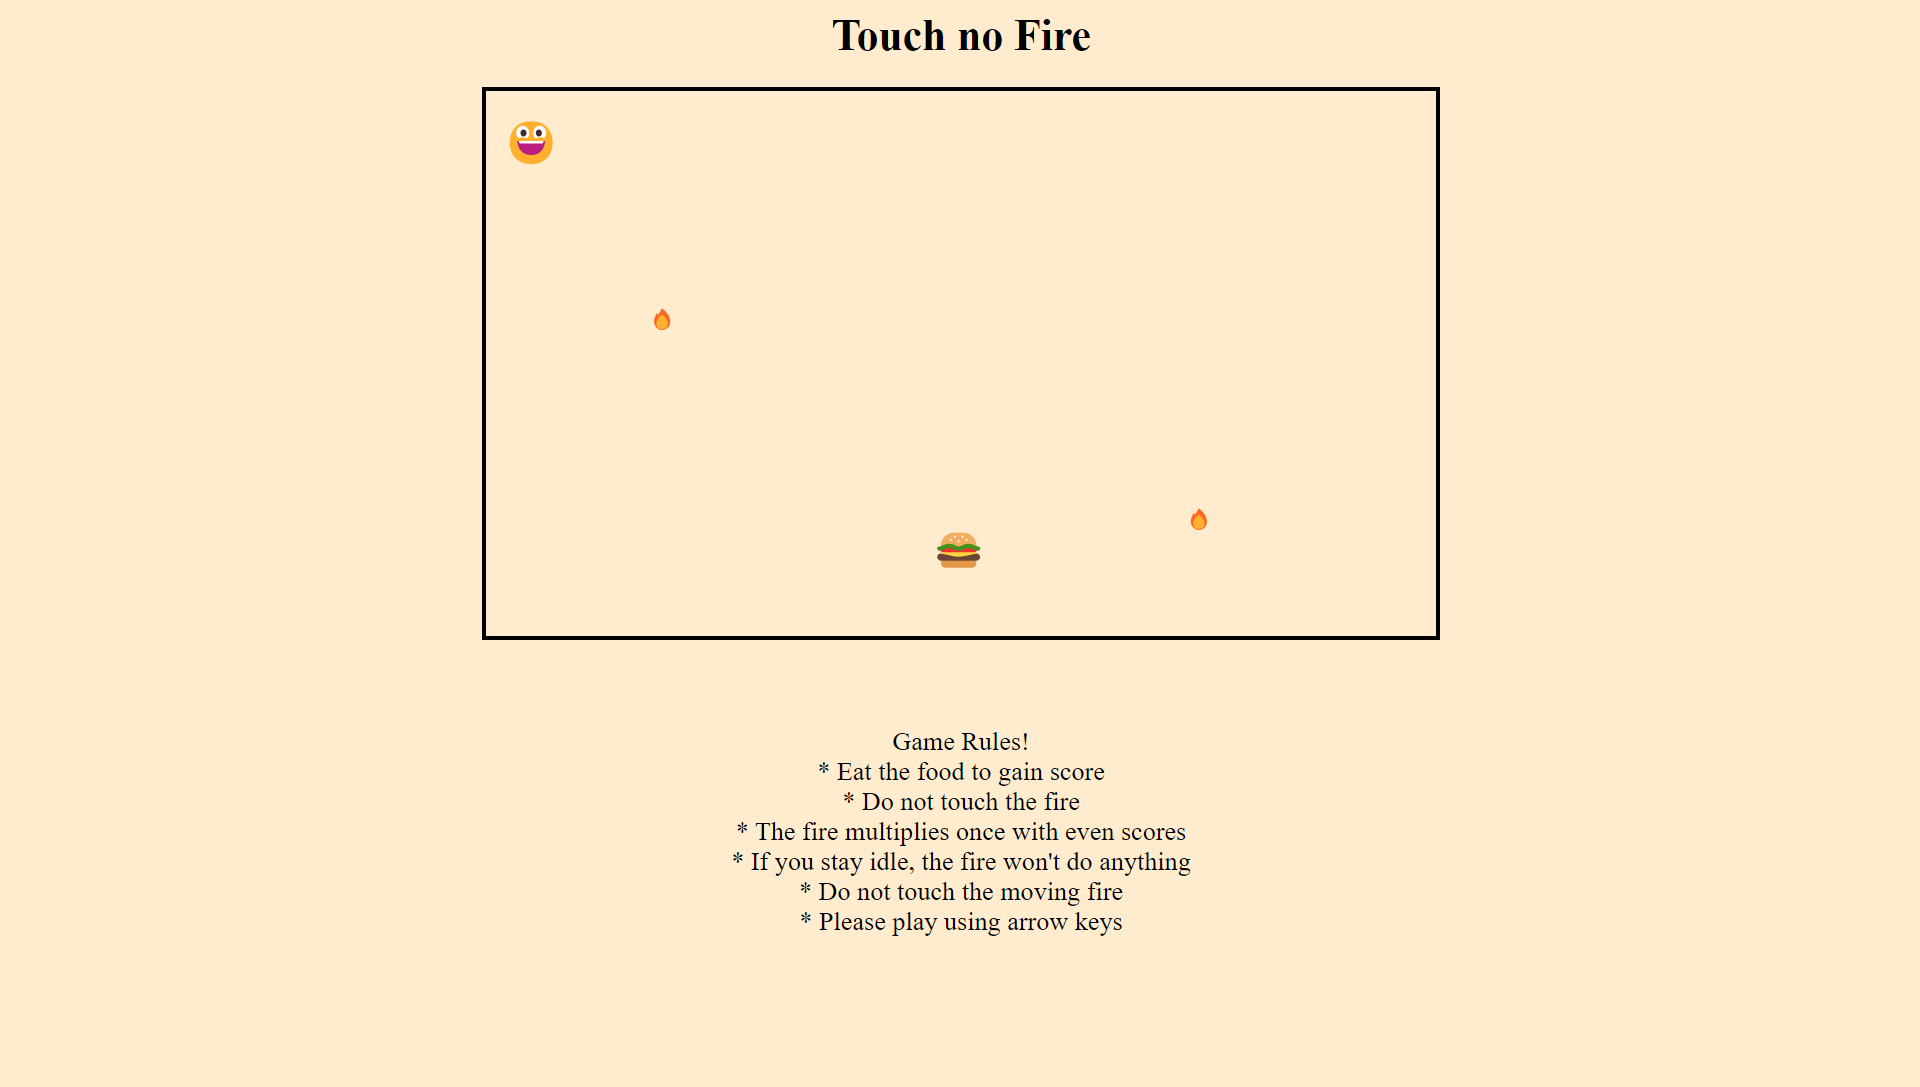 Touch no Fire
Game Rules!
* Eat the food to gain score
* Do not touch the fire
* The fire multiplies once with even scores
* If you stay idle, the fire won't do anything
* Do not touch the moving fire
* Please play using arrow keys